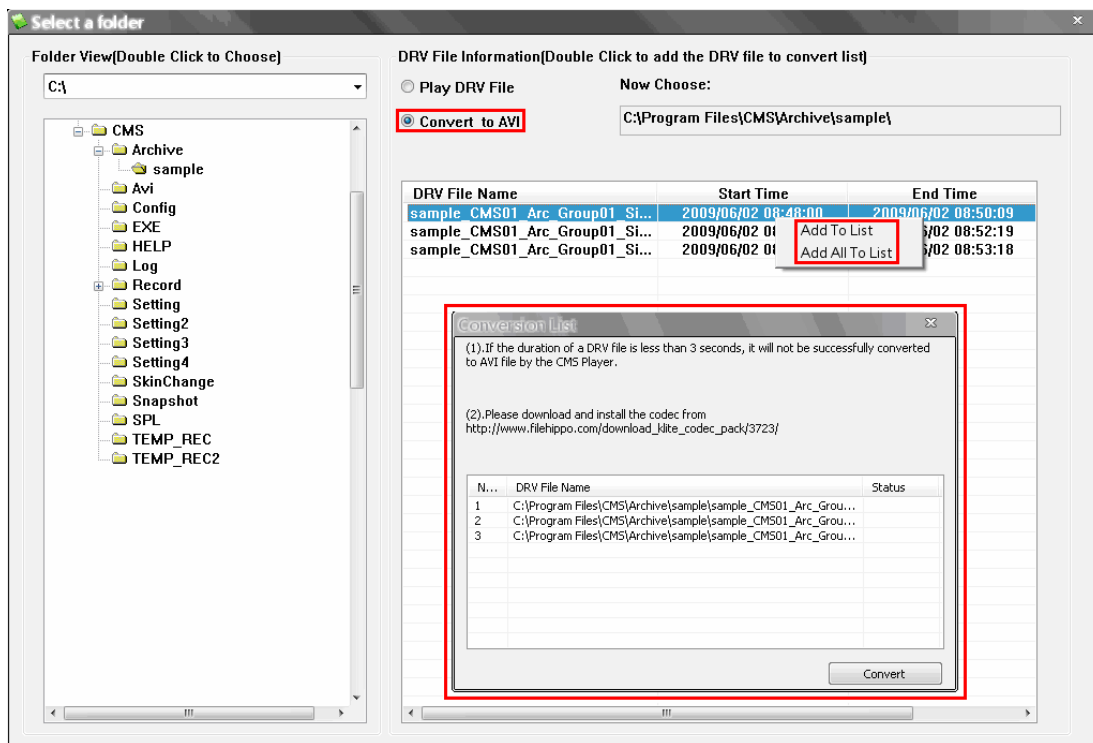 Select a folder
Folder View(Double Click to Choose)
C:\
CMS
Archive
sample
Avi
Config
EXE
HELP
Log
Record
Setting
Setting2
Setting3
Setting4
SkinChange
Snapshot
SPL
TEMP_REC
TEMP_REC2
DRV File Information(Double Click to add the DRV file to convert list)
Play DRV File
Now Choose:
Convert to AVI
C:\Program Files\CMS\Archive\sample\
DRV File Name Start Time End Time
sample_CMS01_Arc_Group01_Si... 2009/06/02 08:48:00 2009/06/02 08:50:09
sample_CMS01_Arc_Group01_Si... 2009/06/02 08 /02 08:52:19
sample_CMS01_Arc_Group01_Si... 2009/06/02 08 /02 08:53:18
Add To List
Add All To List
Conversion List
(1).If the duration of a DRV file is less than 3 seconds, it will not be successfully converted
to AVI file by the CMS Player.
(2).Please download and install the codec from
http://www.filehippo.com/download_klite_codec_pack/3723/
N... DRV File Name Status
1 C:\Program Files\CMS\Archive\sample\sample_CMS01_Arc_Grou...
2 C:\Program Files\CMS\Archive\sample\sample_CMS01_Arc_Grou...
3 C:\Program Files\CMS\Archive\sample\sample_CMS01_Arc_Grou...
Convert